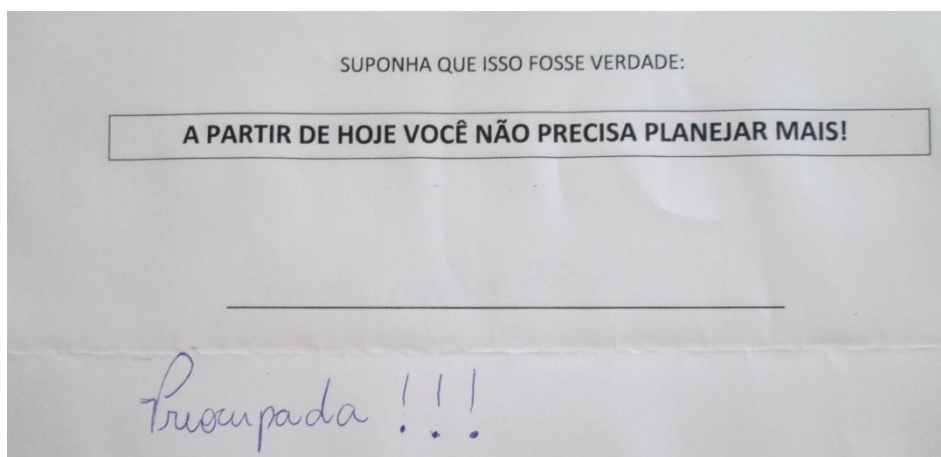 SUPONHA QUE ISSO FOSSE VERDADE:
A PARTIR DE HOJE VOCÊ NÃO PRECISA PLANEJAR MAIS!
Preocupada !!!